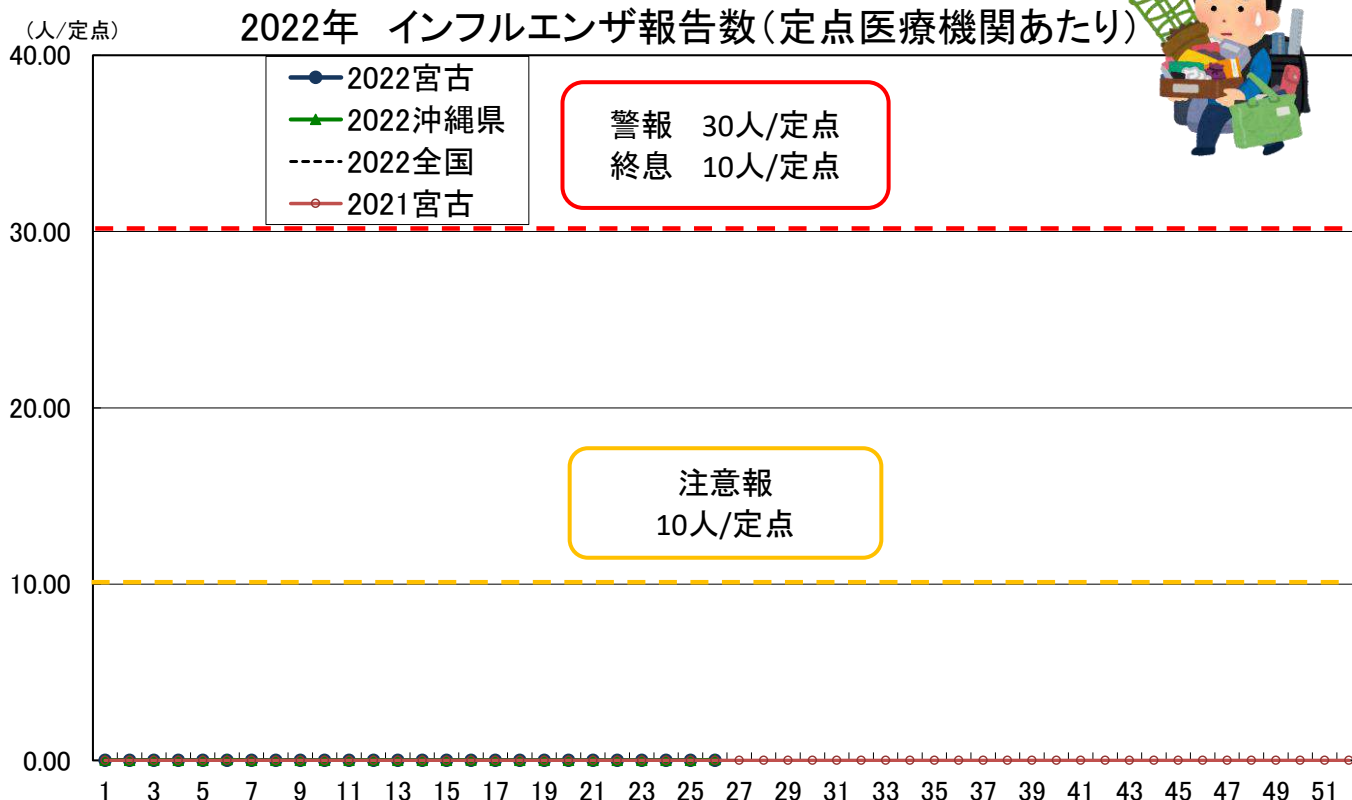 (人/定点)
2022年 インフルエンザ報告数(定点医療機関あたり)
40.00
2022宮古
2022沖縄県
2022全国
2021宮古
警報 30人/定点
終息 10人/定点
30.00
20.00
注意報
10人/定点
10.00
0.00
1 3 5 7 9 11 13 15 17 19 21 23 25 27 29 31 33 35 37 39 41 43 45 47 49 51